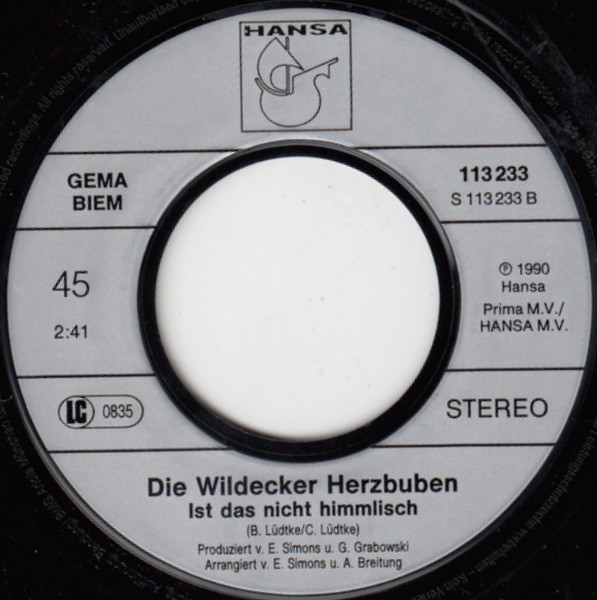 HANSA
GEMA
BIEM
113 233
S 113 233 B
45
2:41
℗ 1990
Hansa
Prima M.V./
HANSA M.V.
LC 0835
STEREO
Die Wildecker Herzbuben
Ist das nicht himmlisch
(B. Lüdtke/C. Lüdtke)
Produziert v. E. Simons u. G. Grabowski
Arrangiert v. E. Simons u. A. Breitung